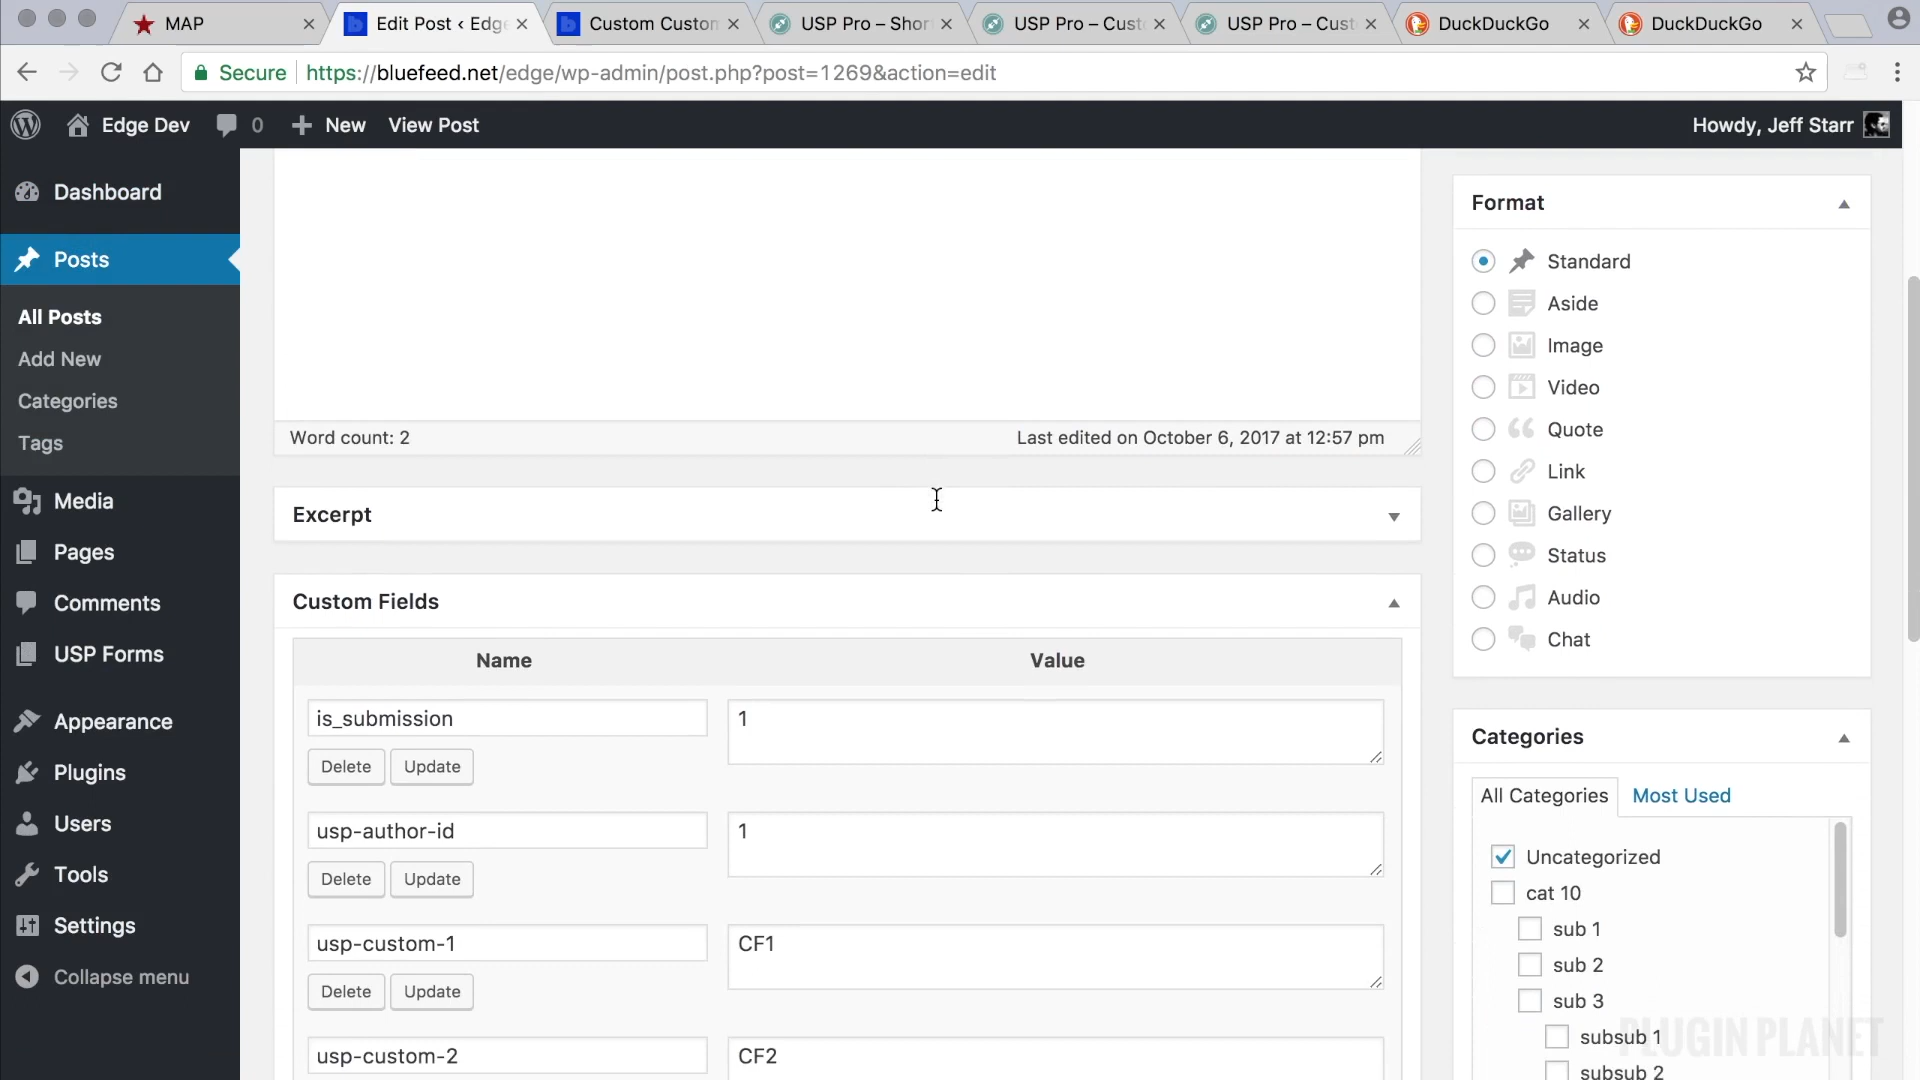 MAP
Edit Post ‹ Edge
Custom Custom
USP Pro – Shor
USP Pro – Cust
USP Pro – Cust
DuckDuckGo
DuckDuckGo
Secure
https://bluefeed.net/edge/wp-admin/post.php?post=1269&action=edit
Edge Dev
0
New
View Post
Howdy, Jeff Starr
Dashboard
Posts
All Posts
Add New
Categories
Tags
Media
Pages
Comments
USP Forms
Appearance
Plugins
Users
Tools
Settings
Collapse menu
Word count: 2
Last edited on October 6, 2017 at 12:57 pm
Excerpt
Custom Fields
Name
Value
is_submission
1
Delete
Update
usp-author-id
1
Delete
Update
usp-custom-1
CF1
Delete
Update
usp-custom-2
CF2
Format
Standard
Aside
Image
Video
Quote
Link
Gallery
Status
Audio
Chat
Categories
All Categories
Most Used
Uncategorized
cat 10
sub 1
sub 2
sub 3
subsub 1
subsub 2
PLUGIN PLANET